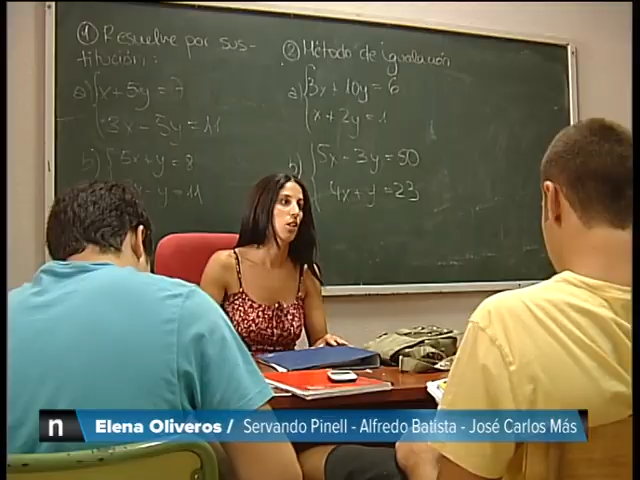 ① Resuelve por sus-
titución:
a) x + 5y = 7
3x - 5y = 11
b) 5x + y = 8
x - y = 11
② Método de igualación
a) 3x + 10y = 6
x + 2y = 1
b) 5x - 3y = 50
4x + y = 23
n Elena Oliveros / Servando Pinell - Alfredo Batista - José Carlos Más